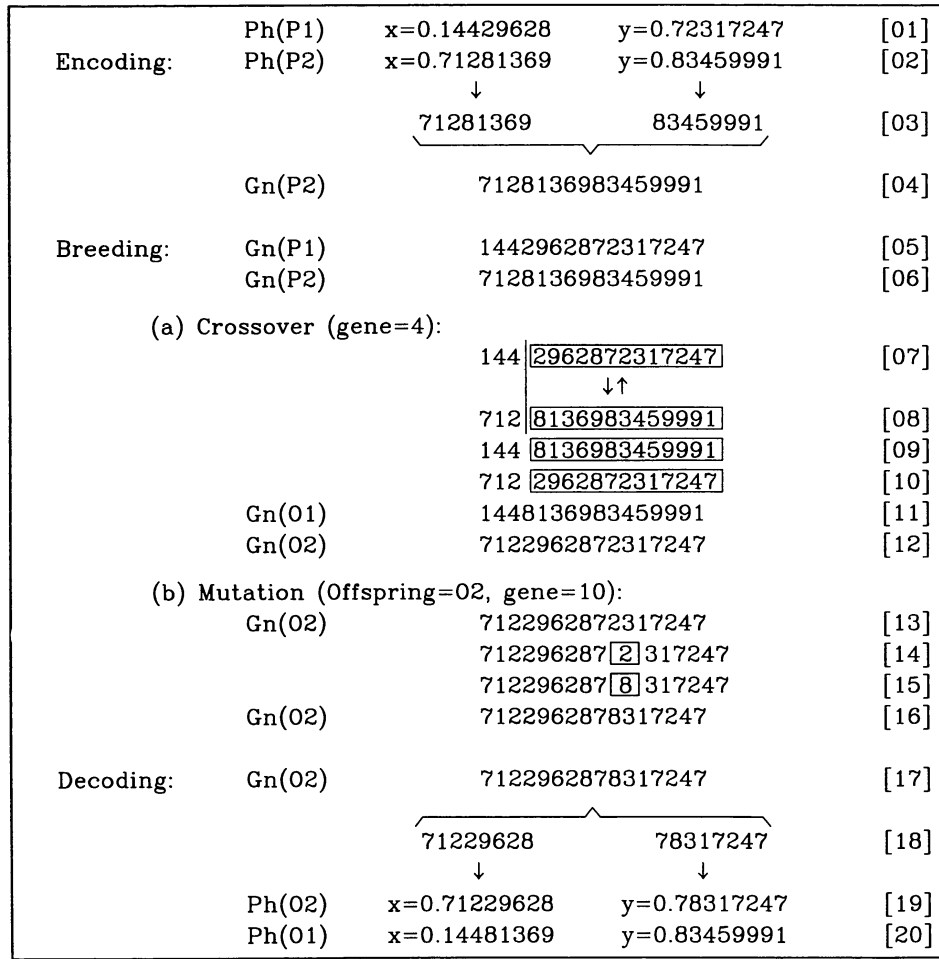 Ph(P1) x=0.14429628 y=0.72317247 [01]
Encoding: Ph(P2) x=0.71281369 y=0.83459991 [02]
↓ ↓
71281369 83459991 [03]
Gn(P2) 7128136983459991 [04]
Breeding: Gn(P1) 1442962872317247 [05]
Gn(P2) 7128136983459991 [06]
(a) Crossover (gene=4):
144 2962872317247 [07]
↓↑
712 8136983459991 [08]
144 8136983459991 [09]
712 2962872317247 [10]
Gn(O1) 1448136983459991 [11]
Gn(O2) 7122962872317247 [12]
(b) Mutation (Offspring=O2, gene=10):
Gn(O2) 7122962872317247 [13]
712296287 2 317247 [14]
712296287 8 317247 [15]
Gn(O2) 7122962878317247 [16]
Decoding: Gn(O2) 7122962878317247 [17]
71229628 78317247 [18]
↓ ↓
Ph(O2) x=0.71229628 y=0.78317247 [19]
Ph(O1) x=0.14481369 y=0.83459991 [20]